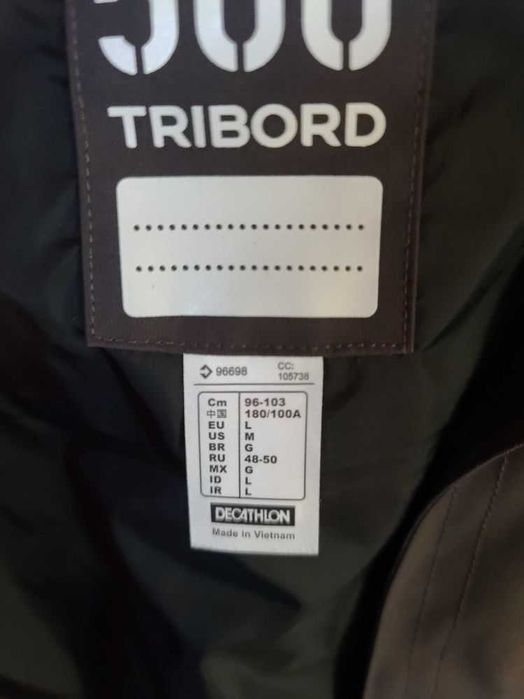 500
TRIBORD
96698 CC:
105738
Cm 96-103
中国 180/100A
EU L
US M
BR G
RU 48-50
MX G
ID L
IR L
DECATHLON
Made in Vietnam